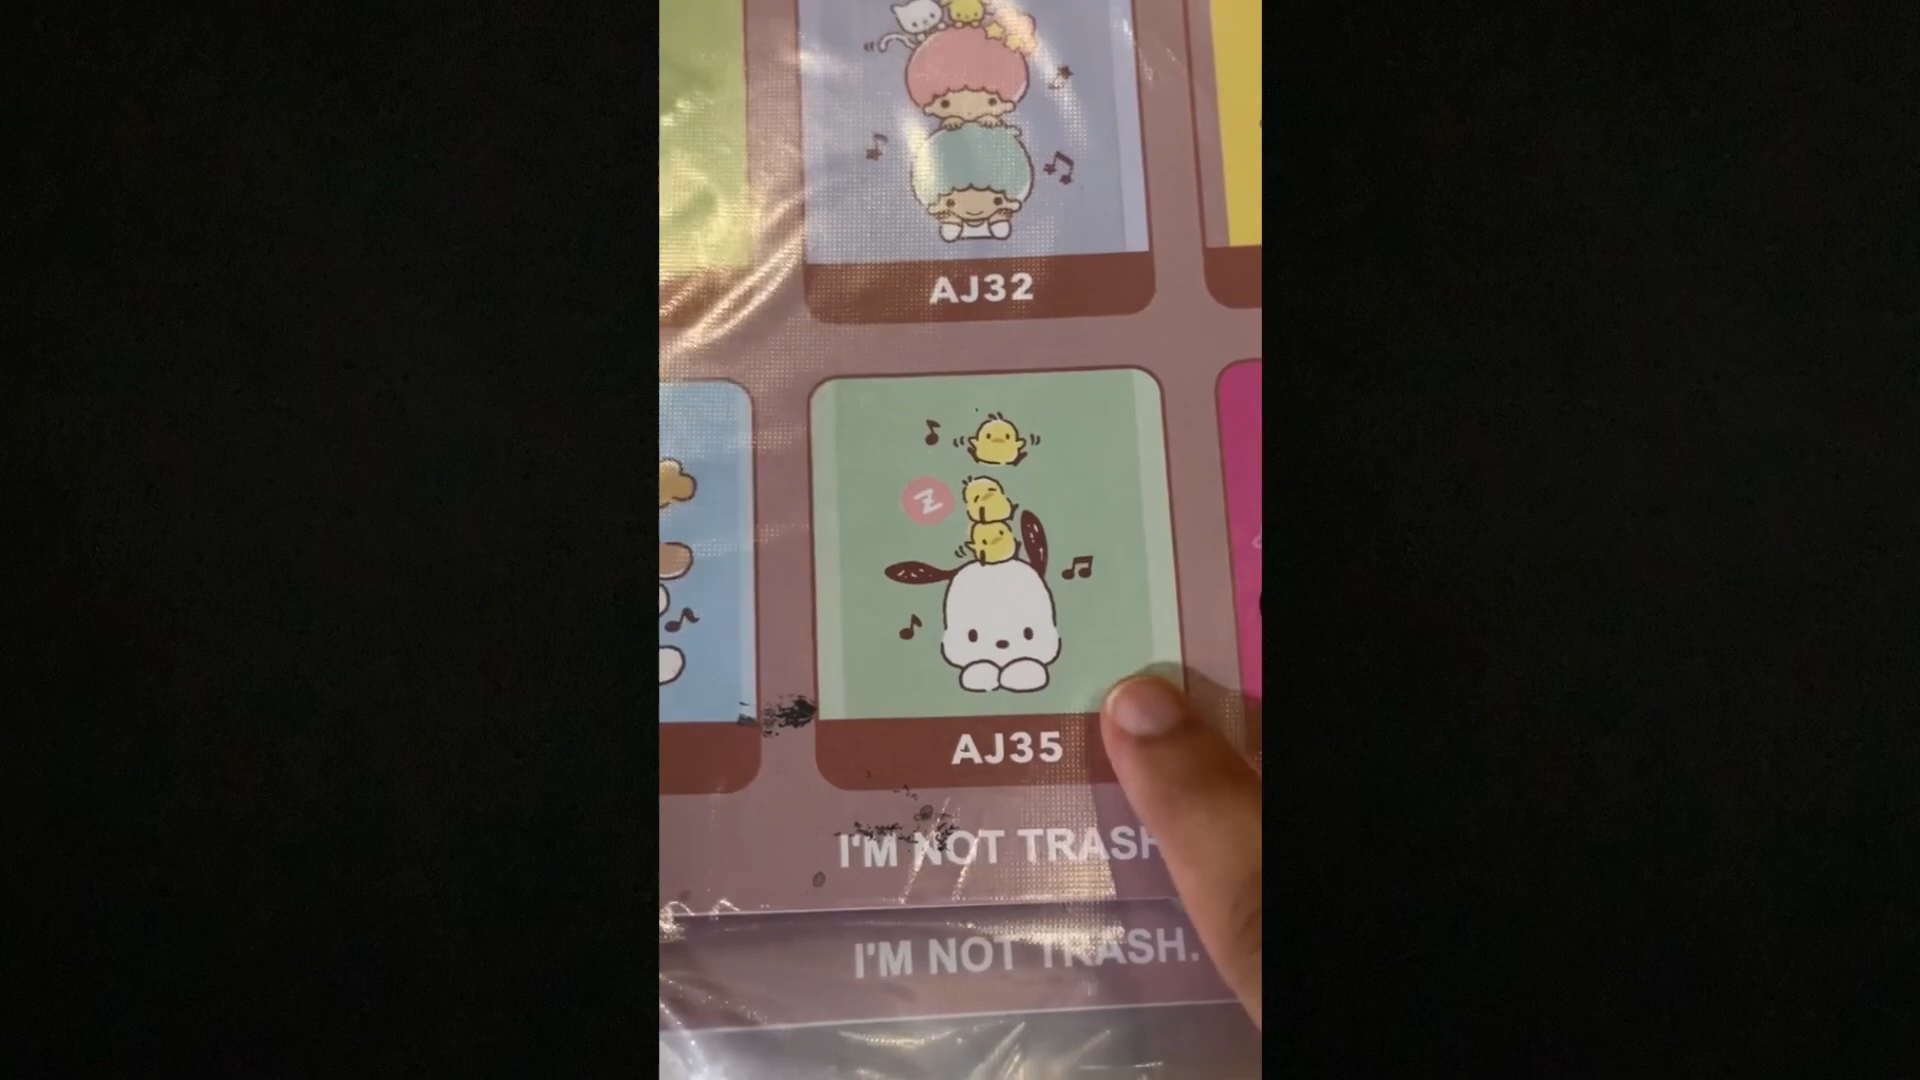 AJ32
Z
AJ35
I'M NOT TRASH
I'M NOT TRASH.